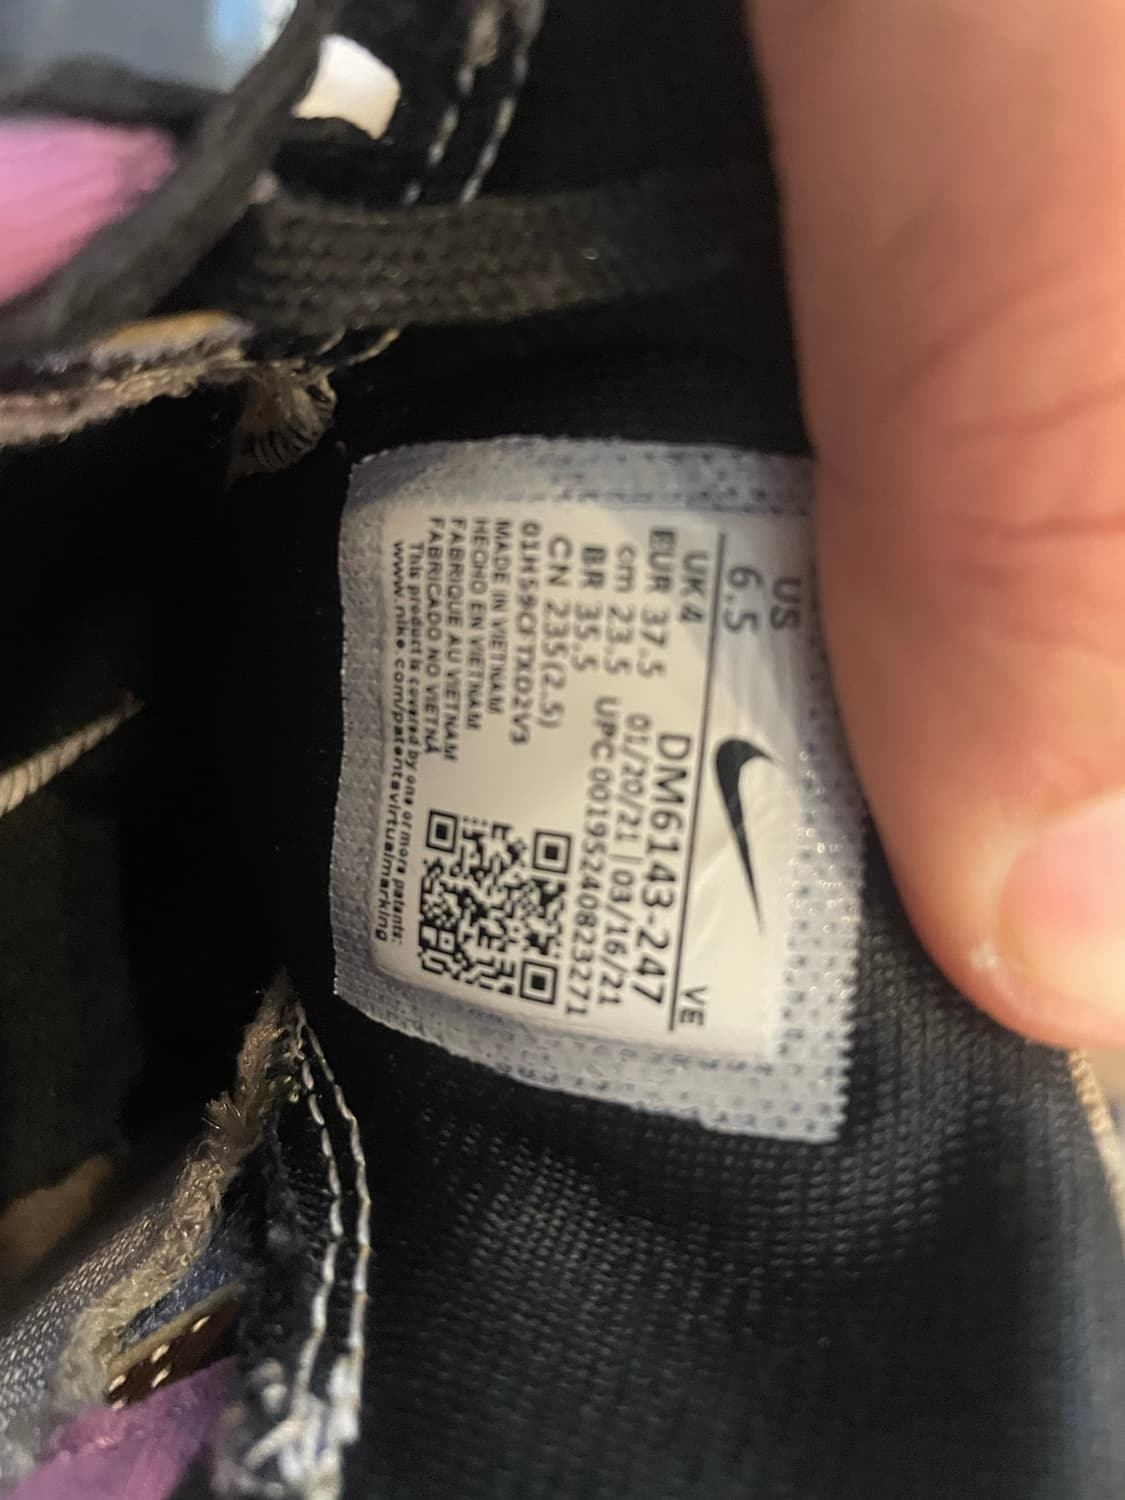 US
6.5
UK 4
EUR 37.5
cm 23.5
BR 35.5
CN 235(2.5)
VE
DM6143-247
01/20/21 | 03/16/21
UPC 00195240823271
01HS9CFTXD2V3
MADE IN VIETNAM
HECHO EN VIETNAM
FABRIQUE AU VIETNAM
FABRICADO NO VIETNÃ
This product is covered by one or more patents:
www.nike.com/patentsvirtualmarking